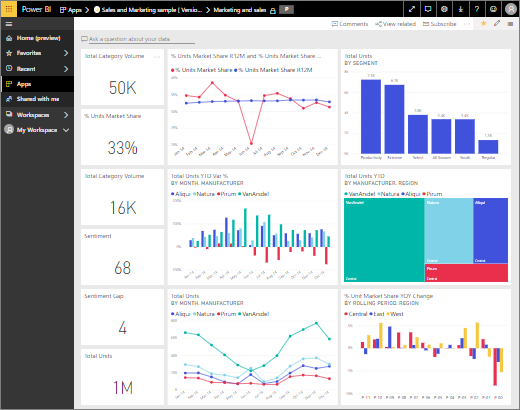 Power BI
Apps > Sales and Marketing sample ( Versio... > Marketing and sales
P
Home (preview)
Favorites
Recent
Apps
Shared with me
Workspaces
My Workspace
Comments View related Subscribe ...
Ask a question about your data
Total Category Volume
50K
% Units Market Share
33%
Total Category Volume
16K
Sentiment
68
Sentiment Gap
4
Total Units
1M
% Units Market Share R12M and % Units Market Share ...
% Units Market Share % Units Market Share R12M
Total Units
BY SEGMENT
Productivity Extreme Select All Season Youth Regular
Total Units YTD Var %
BY MONTH, MANUFACTURER
Aliqui Natura Pirum VanArdel
Total Units YTD
BY MANUFACTURER, REGION
VanArdel Natura Aliqui Pirum
VanArdel
Natura
Aliqui
Central
Central
Central
Pirum
Central
Total Units
BY MONTH, MANUFACTURER
Aliqui Natura Pirum VanArdel
% Unit Market Share YOY Change
BY ROLLING PERIOD, REGION
Central East West